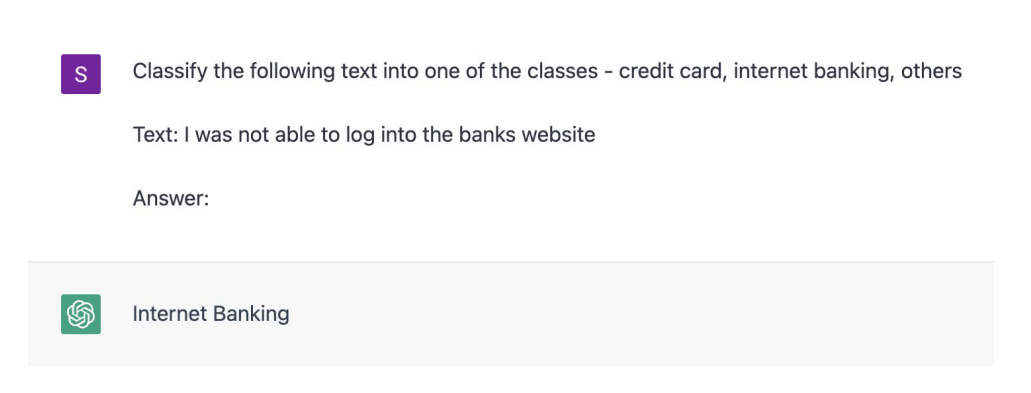 S
Classify the following text into one of the classes - credit card, internet banking, others
Text: I was not able to log into the banks website
Answer:
Internet Banking